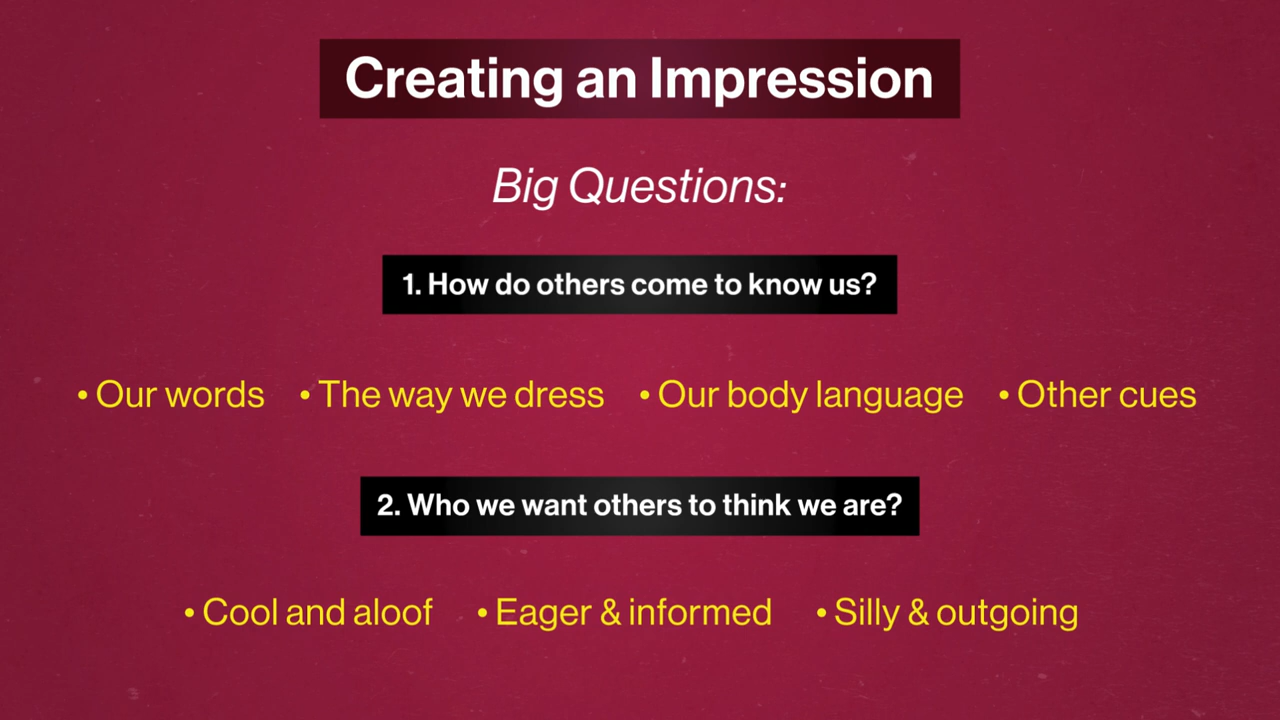 Creating an Impression
Big Questions:
1. How do others come to know us?
• Our words • The way we dress • Our body language • Other cues
2. Who we want others to think we are?
• Cool and aloof • Eager & informed • Silly & outgoing